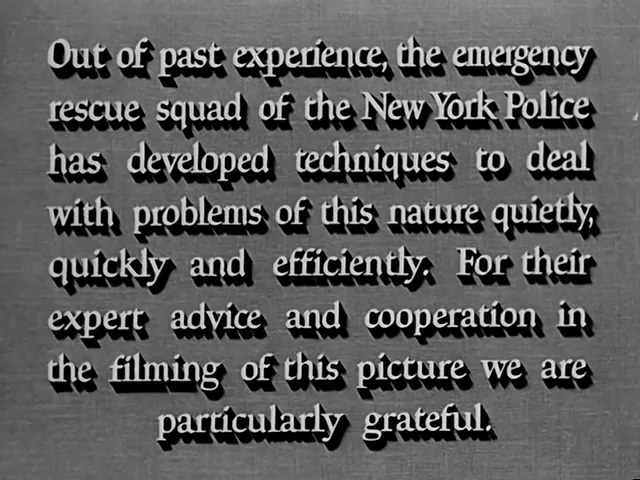 Out of past experience, the emergency
rescue squad of the New York Police
has developed techniques to deal
with problems of this nature quietly,
quickly and efficiently. For their
expert advice and cooperation in
the filming of this picture we are
particularly grateful.